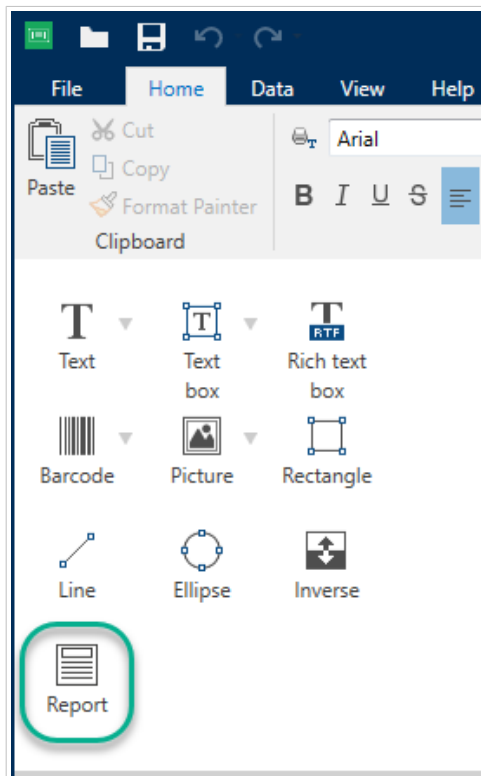 File Home Data View Help
Cut
Arial
Copy
Paste
Format Painter
B I U S
Clipboard
T T T
RTF
Text Text Rich text
box box
Barcode Picture Rectangle
Line Ellipse Inverse
Report